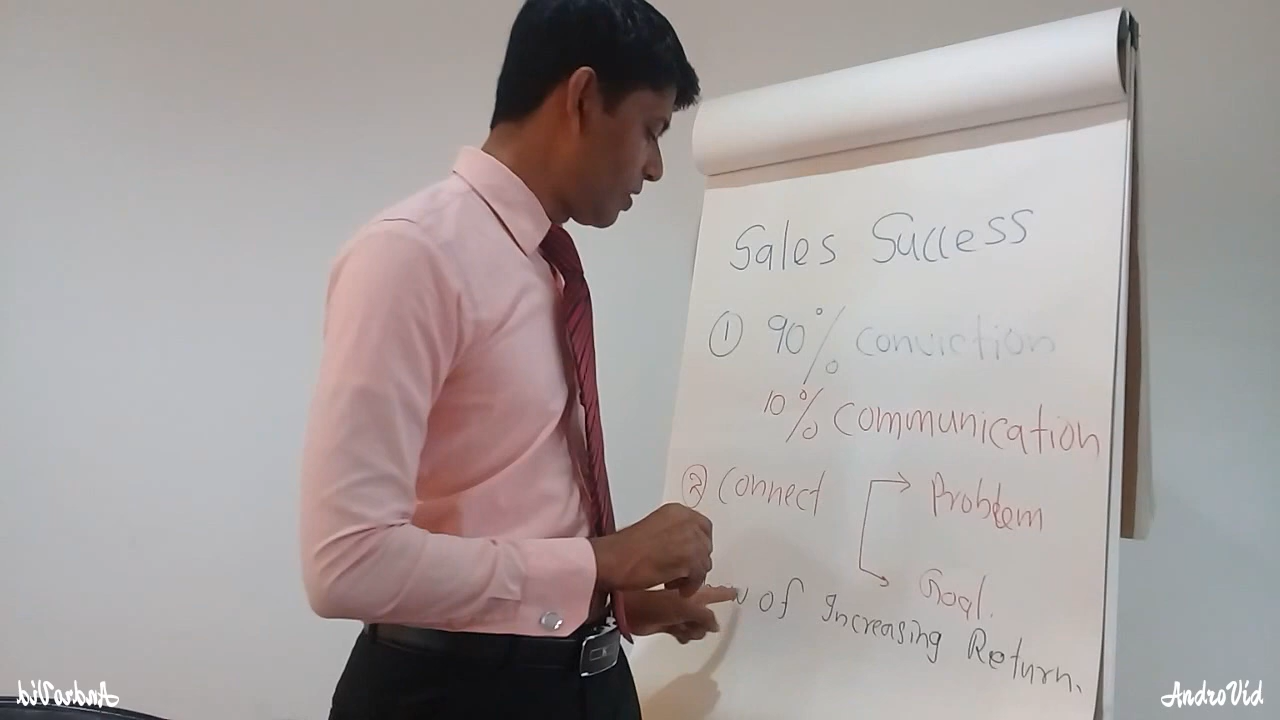 Sales Success
① 90% conviction
10% communication
② Connect
Problem
Goal.
of Increasing Return.
AndroVid
AndroVid